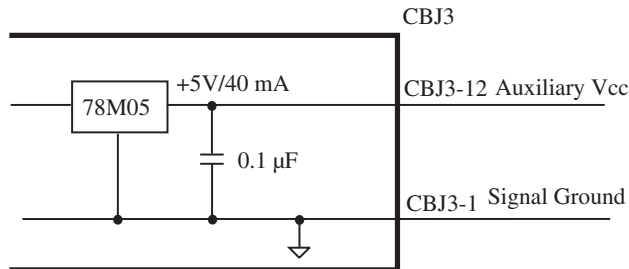 CBJ3
+5V/40 mA
CBJ3-12 Auxiliary Vcc
78M05
0.1 µF
CBJ3-1 Signal Ground